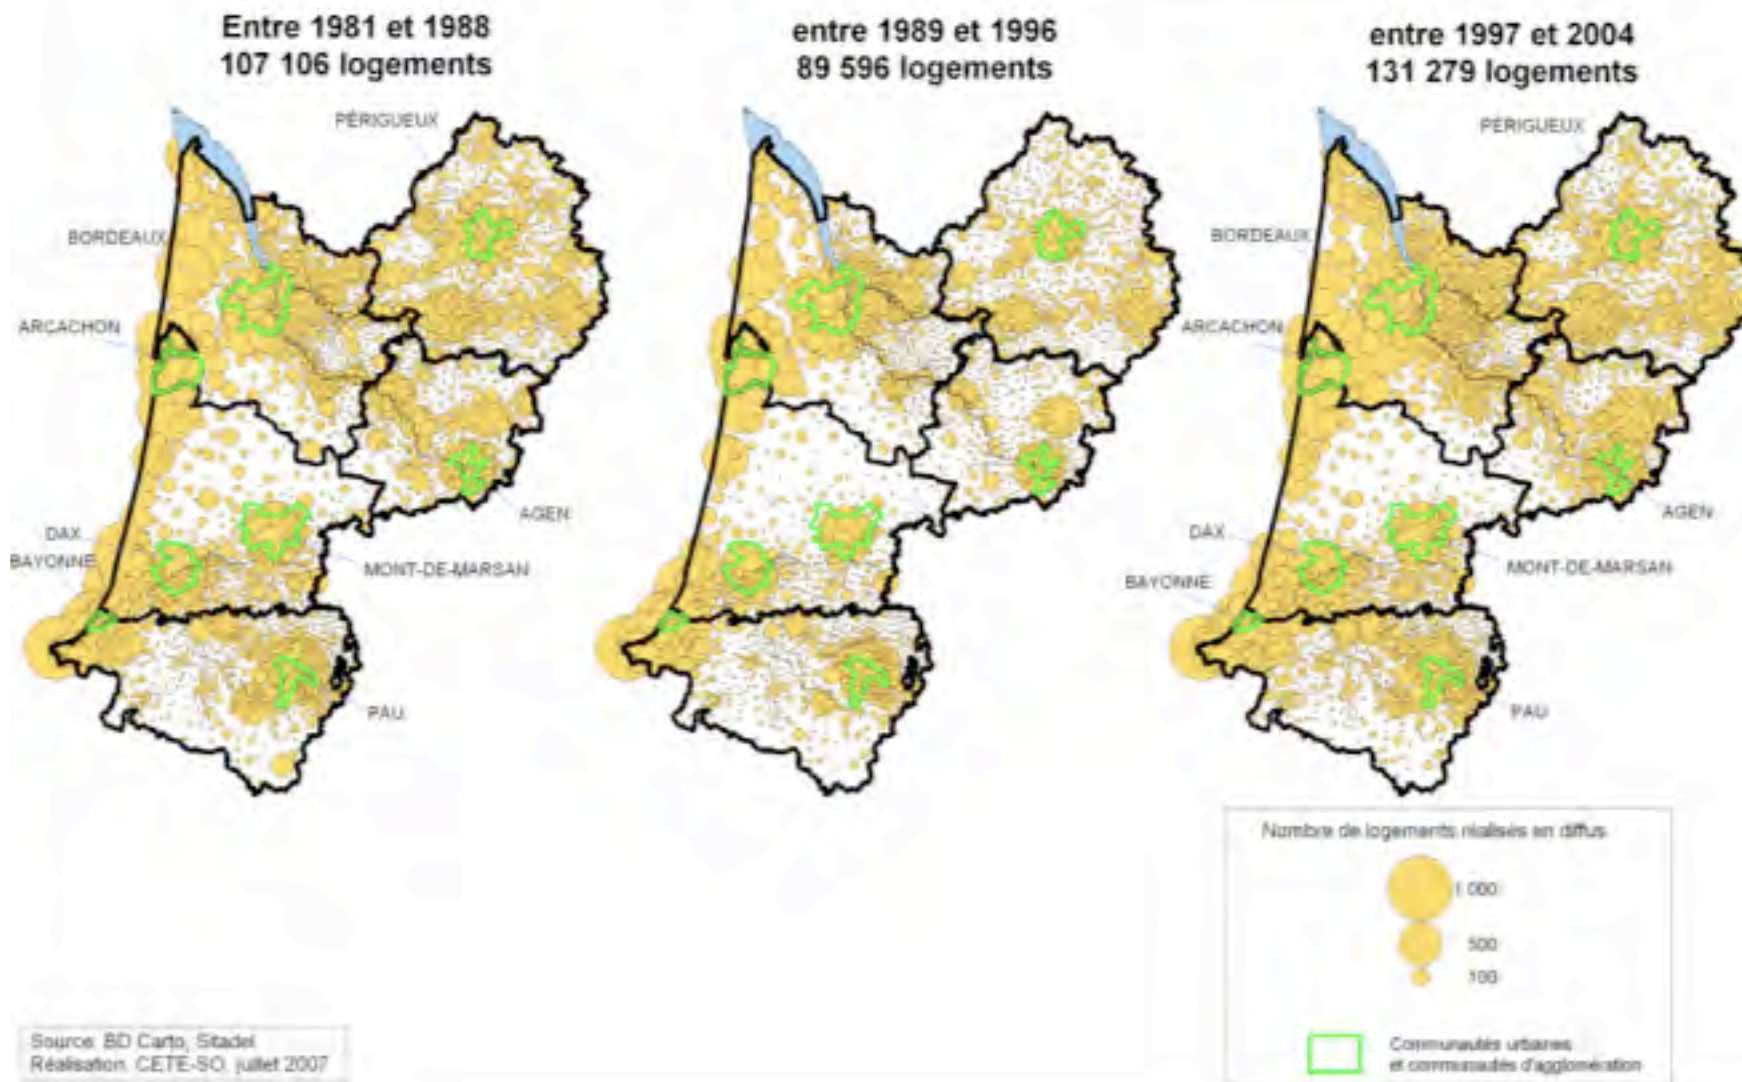 Entre 1981 et 1988
107 106 logements
entre 1989 et 1996
89 596 logements
entre 1997 et 2004
131 279 logements
PÉRIGUEUX
BORDEAUX
ARCACHON
DAX
BAYONNE
AGEN
MONT-DE-MARSAN
PAU
PÉRIGUEUX
BORDEAUX
ARCACHON
DAX
BAYONNE
AGEN
MONT-DE-MARSAN
PAU
Nombre de logements réalisés en diffus
1 000
500
100
Communautés urbaines
et communautés d'agglomération
Source: BD Carto, Sitadel
Réalisation: CETE-SO, juillet 2007